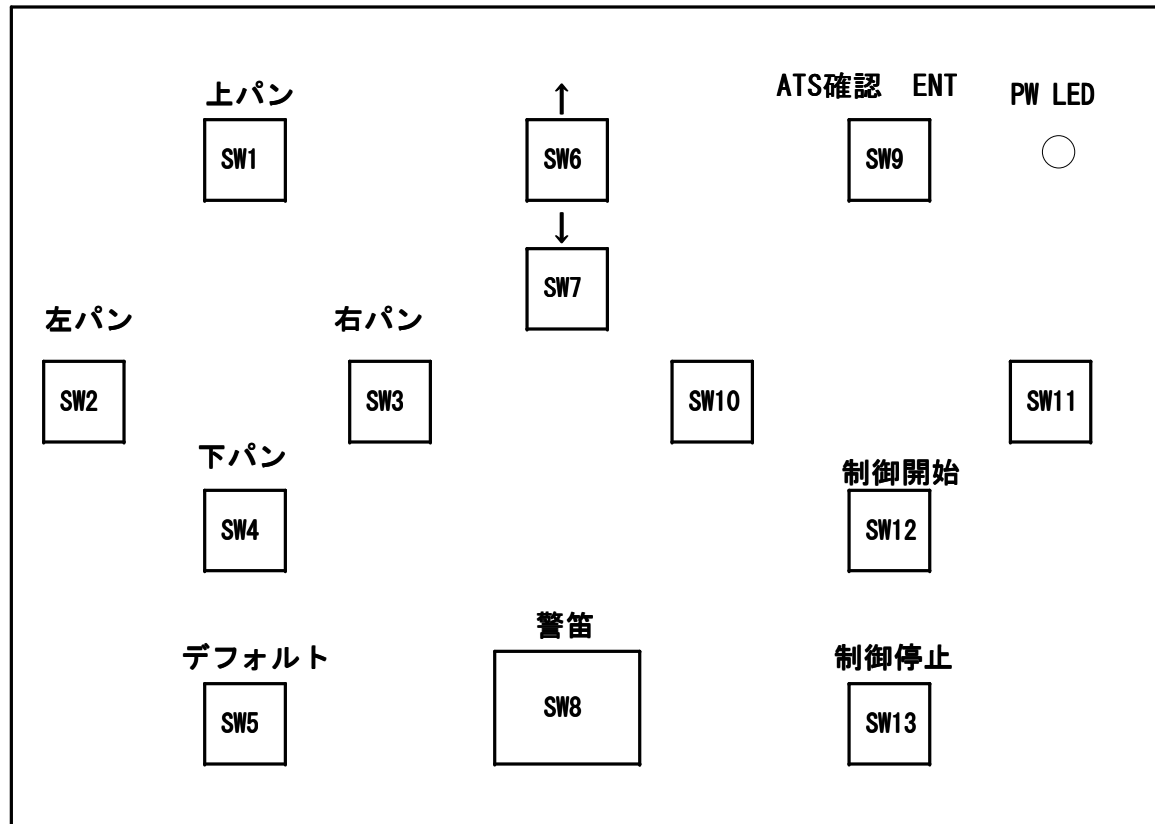 上パン
↑
ATS確認 ENT
PW LED
SW1
SW6
SW9
↓
SW7
左パン
右パン
SW2
SW3
SW10
SW11
下パン
制御開始
SW4
SW12
警笛
デフォルト
制御停止
SW5
SW8
SW13